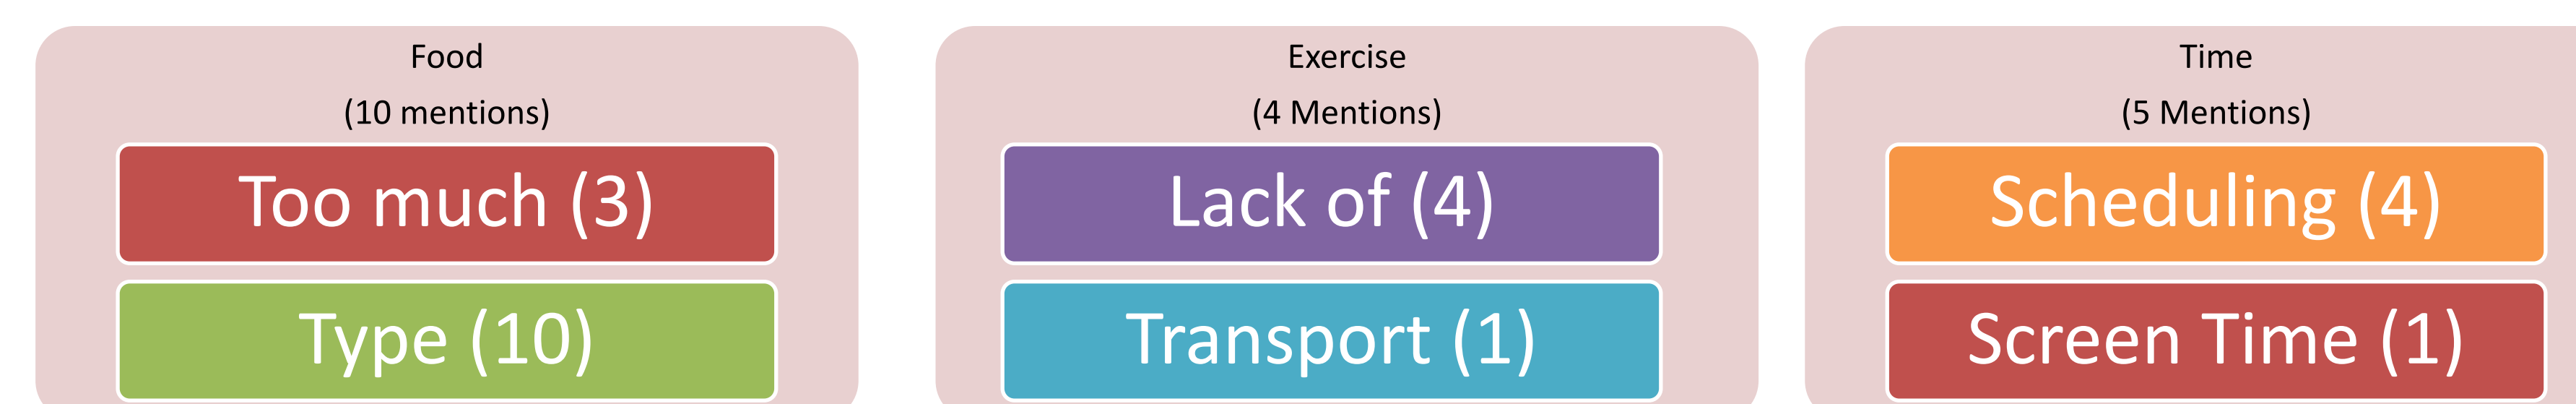 Food
(10 mentions)
Too much (3)
Type (10)
Exercise
(4 Mentions)
Lack of (4)
Transport (1)
Time
(5 Mentions)
Scheduling (4)
Screen Time (1)